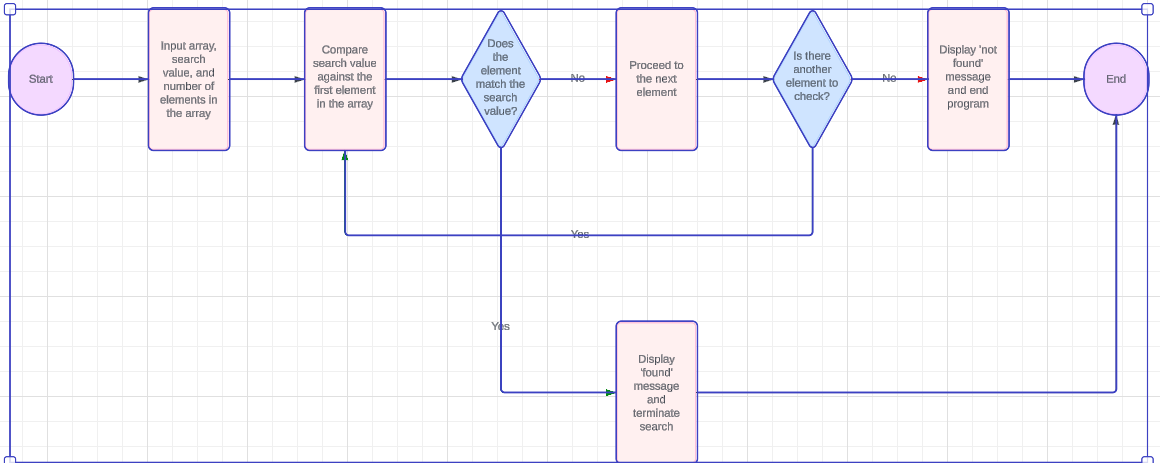 Start
Input array,
search
value, and
number of
elements in
the array
Compare
search value
against the
first element
in the array
Does
the
element
match the
search
value?
No
Proceed to
the next
element
Is there
another
element to
check?
No
Display 'not
found'
message
and end
program
End
Yes
Yes
Display
'found'
message
and
terminate
search